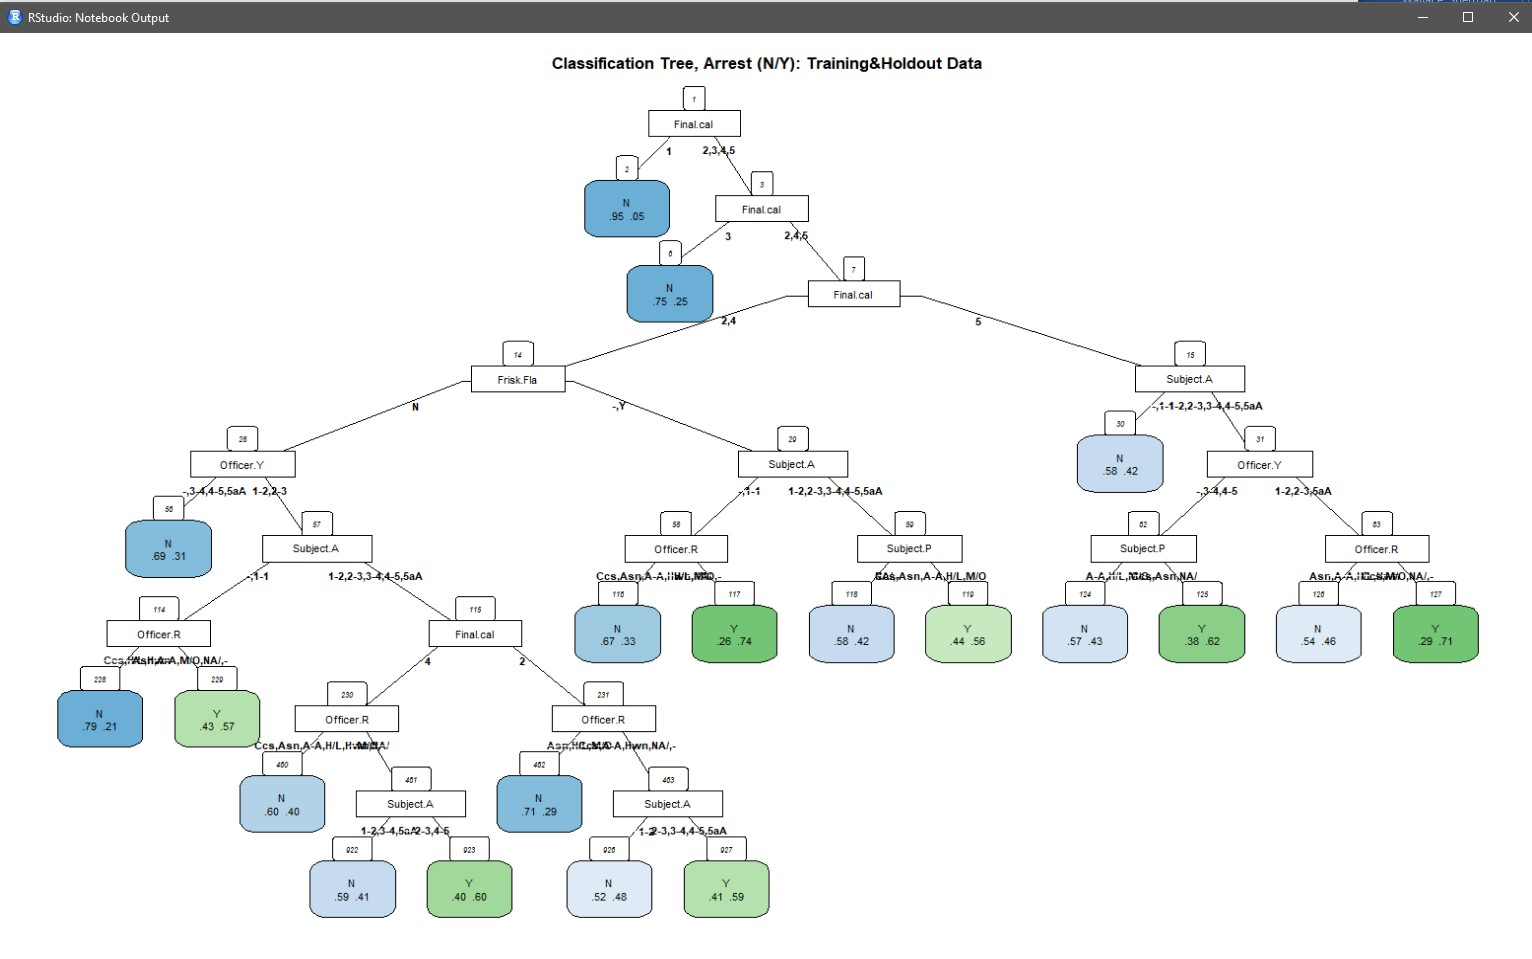 RStudio: Notebook Output
Classification Tree, Arrest (N/Y): Training&Holdout Data
1
Final.cal
1
2,3,4,5
2
N
.95 .05
3
Final.cal
3
2,4,5
6
N
.75 .25
7
Final.cal
2,4
5
14
Frisk.Fla
N
-,Y
15
Subject.A
-,1-1-2,2-3,3-4,4-5,5aA
28
Officer.Y
-,3-4,4-5,5aA 1-2,2-3
29
Subject.A
-,1-1
1-2,2-3,3-4,4-5,5aA
30
N
.58 .42
31
Officer.Y
-,3-4,4-5
1-2,2-3,5aA
56
N
.69 .31
57
Subject.A
-,1-1
1-2,2-3,3-4,4-5,5aA
58
Officer.R
59
Subject.P
62
Subject.P
63
Officer.R
114
Officer.R
115
Final.cal
4
2
116
N
.67 .33
117
Y
.26 .74
118
N
.58 .42
119
Y
.44 .56
124
N
.57 .43
125
Y
.38 .62
126
N
.54 .46
127
Y
.29 .71
228
N
.79 .21
229
Y
.43 .57
230
Officer.R
231
Officer.R
460
N
.60 .40
461
Subject.A
462
N
.71 .29
463
Subject.A
922
N
.59 .41
923
Y
.40 .60
926
N
.52 .48
927
Y
.41 .59